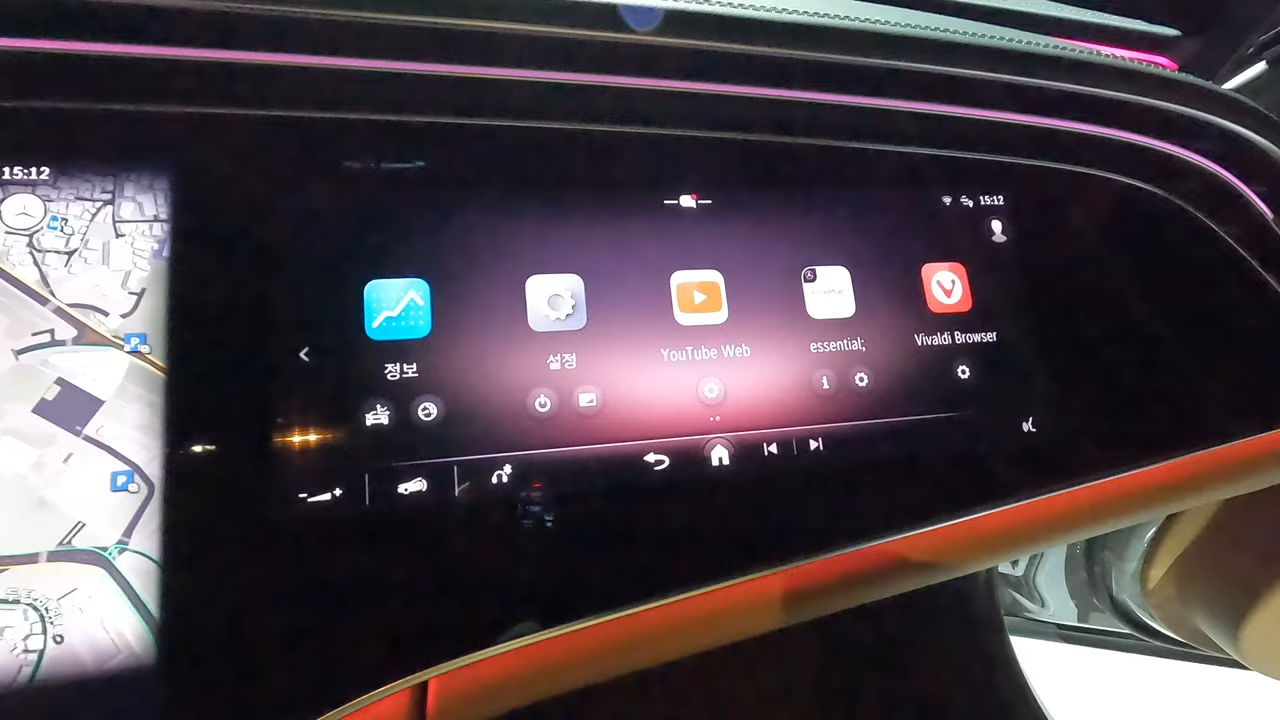 15:12
15:12
정보
설정
YouTube Web
essential;
Vivaldi Browser
P
P